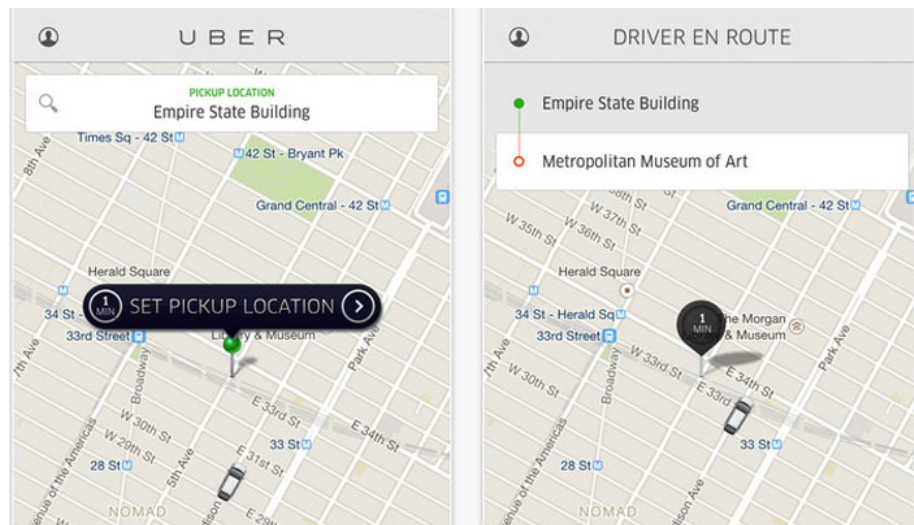 UBER
PICKUP LOCATION
Empire State Building
8th Ave
Times Sq - 42 St M
M 42 St - Bryant Pk
Grand Central - 42 St M
Herald Square
M
1 MIN SET PICKUP LOCATION
34 St -
33rd Street
& Museum
7th Ave
Broadway
Park Ave
W 30th St
W 29th St
E 33rd St
E 34th St
33 St M
28 St M
5th Ave
E 31st St
NOMAD
DRIVER EN ROUTE
Empire State Building
Metropolitan Museum of Art
W 37th St
W 36th St
W 35th St
Grand Central - 42 St M
Herald Square
M
34 St - Herald Sq M
33rd Street
1 MIN
The Morgan
& Museum
7th Ave
W 33rd St
E 34th St
E 33rd
Park Ave
W 30th St
Broadway
33 St M
28 St M
NOMAD